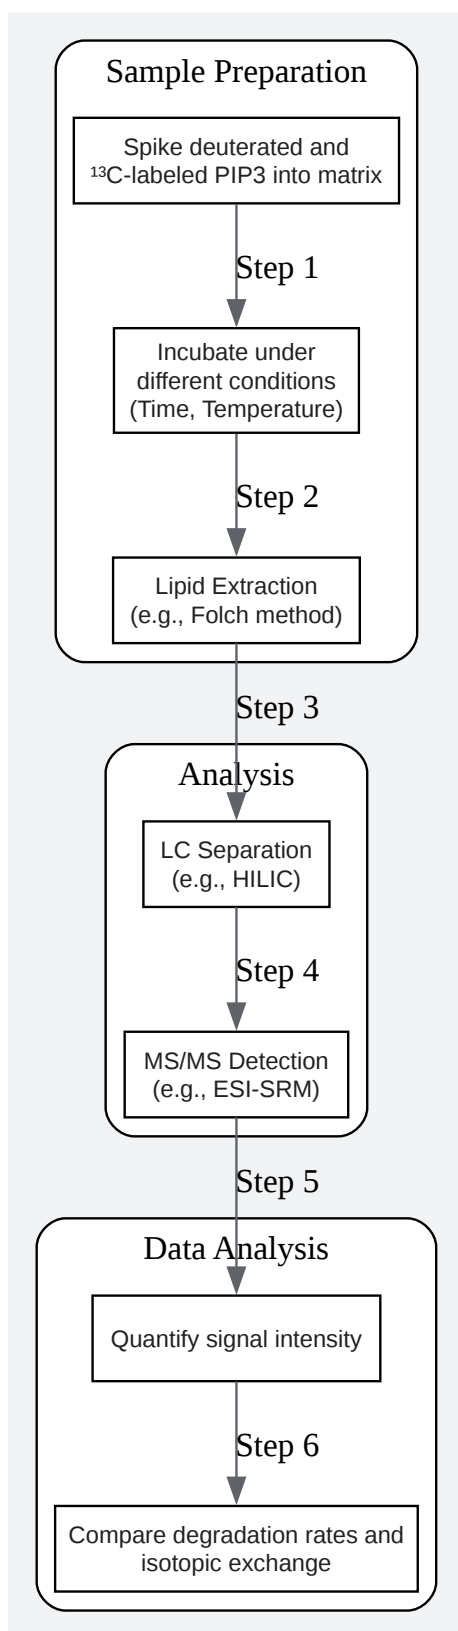 Sample Preparation
Spike deuterated and
¹³C-labeled PIP3 into matrix
Step 1
Incubate under
different conditions
(Time, Temperature)
Step 2
Lipid Extraction
(e.g., Folch method)
Step 3
Analysis
LC Separation
(e.g., HILIC)
Step 4
MS/MS Detection
(e.g., ESI-SRM)
Step 5
Data Analysis
Quantify signal intensity
Step 6
Compare degradation rates and
isotopic exchange